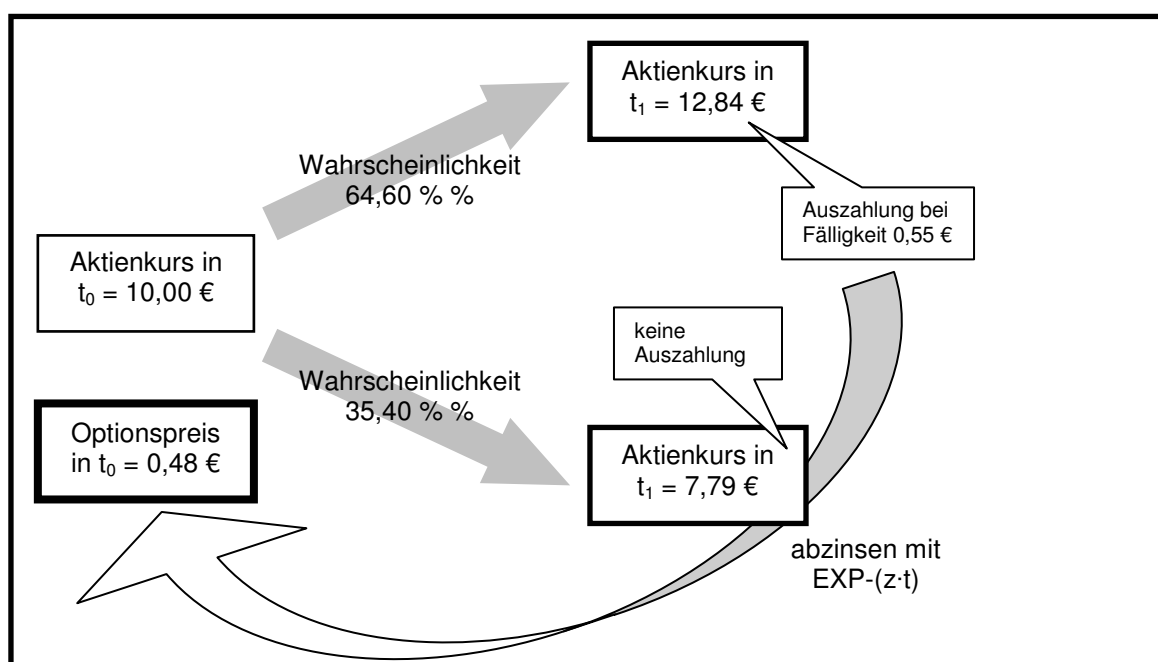 Aktienkurs in
t₁ = 12,84 €
Wahrscheinlichkeit
64,60 % %
Auszahlung bei
Fälligkeit 0,55 €
Aktienkurs in
t₀ = 10,00 €
keine
Auszahlung
Wahrscheinlichkeit
35,40 % %
Optionspreis
in t₀ = 0,48 €
Aktienkurs in
t₁ = 7,79 €
abzinsen mit
EXP-(z·t)